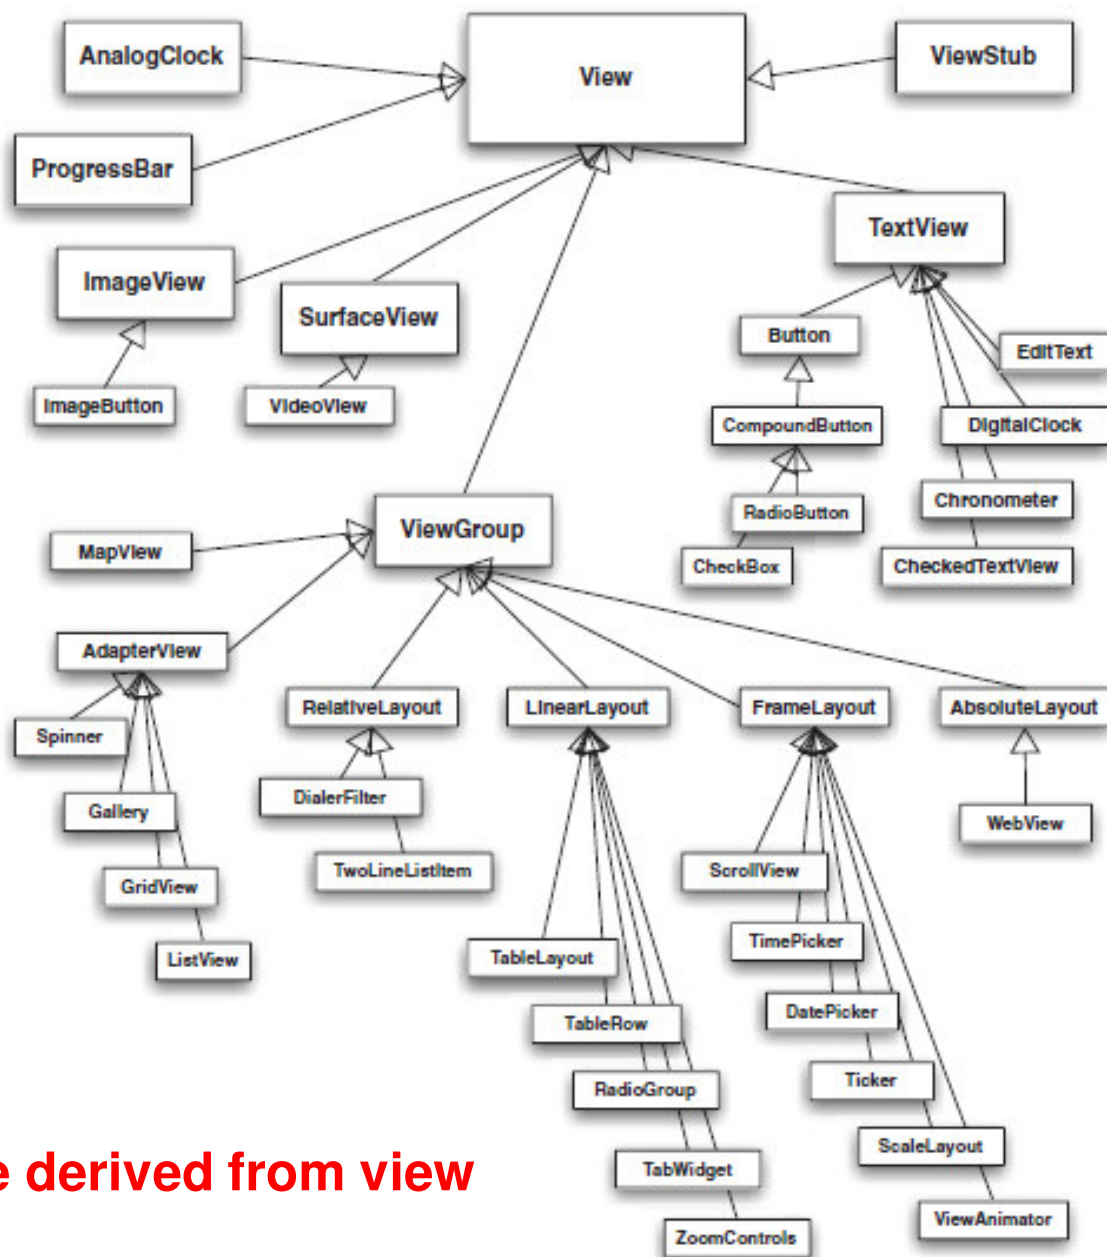 AnalogClock
View
ViewStub
ProgressBar
TextView
ImageView
SurfaceView
Button
EditText
ImageButton
VideoView
CompoundButton
DigitalClock
ViewGroup
RadioButton
Chronometer
MapView
CheckBox
CheckedTextView
AdapterView
RelativeLayout
LinearLayout
FrameLayout
AbsoluteLayout
Spinner
DialerFilter
Gallery
WebView
TwoLineListItem
ScrollView
GridView
TimePicker
ListView
TableLayout
DatePicker
TableRow
Ticker
RadioGroup
ScaleLayout
derived from view
TabWidget
ViewAnimator
ZoomControls